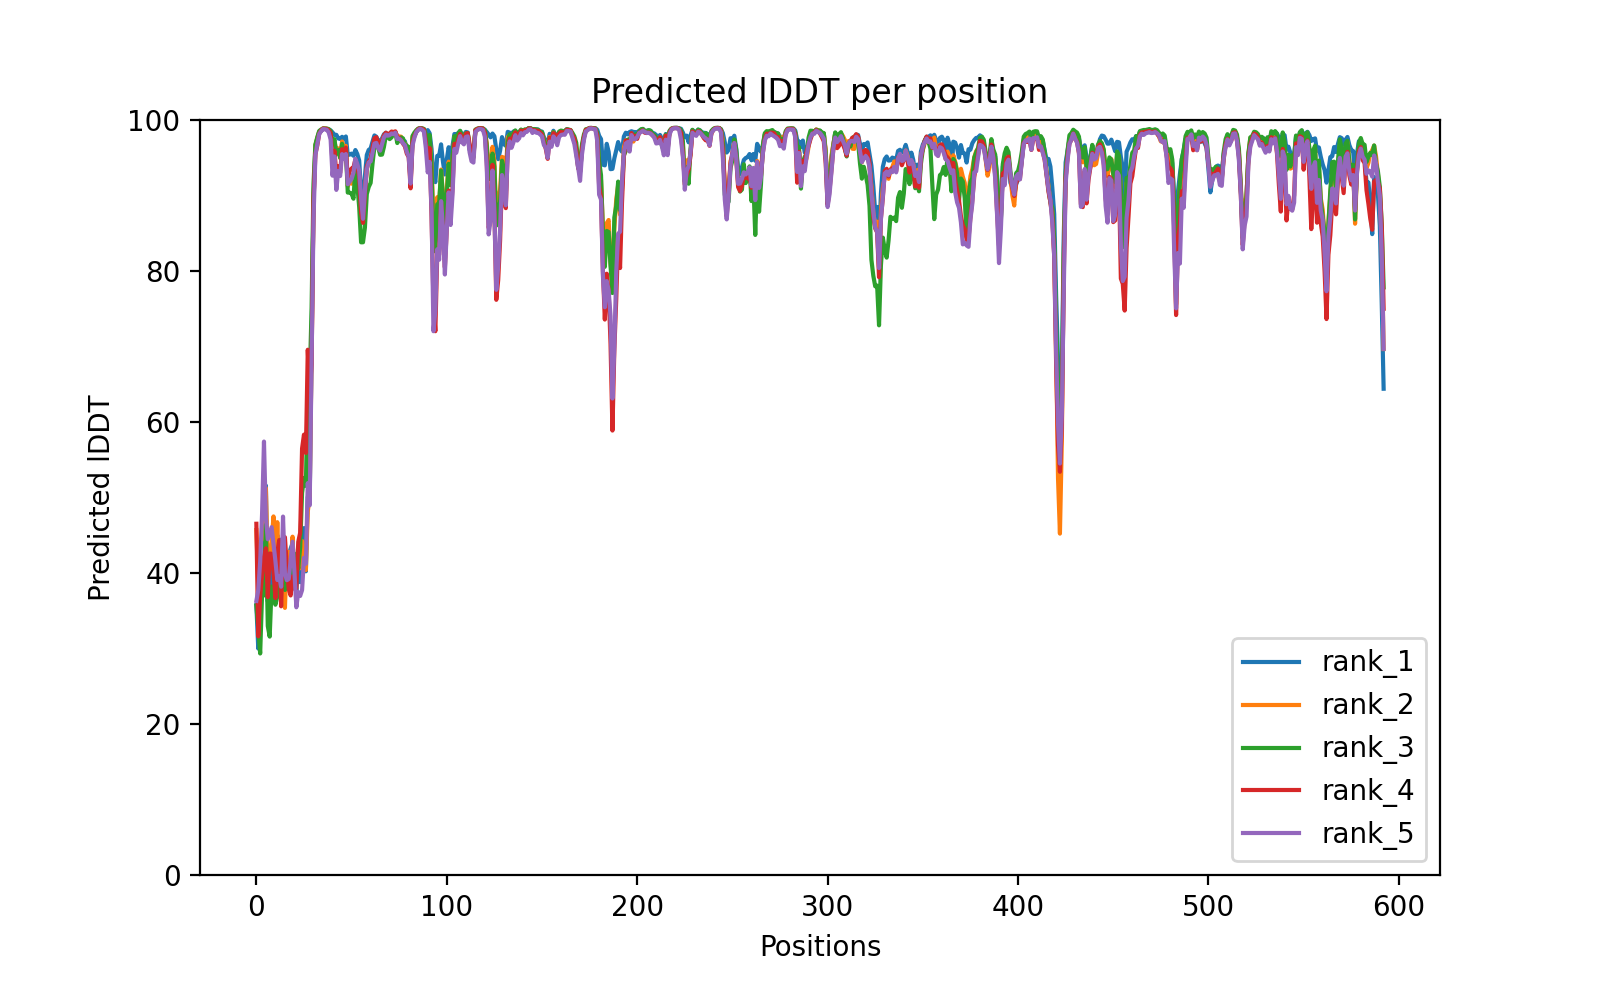 Predicted lDDT per position
100
80
60
40
20
0
Predicted lDDT
0 100 200 300 400 500 600
Positions
rank_1
rank_2
rank_3
rank_4
rank_5